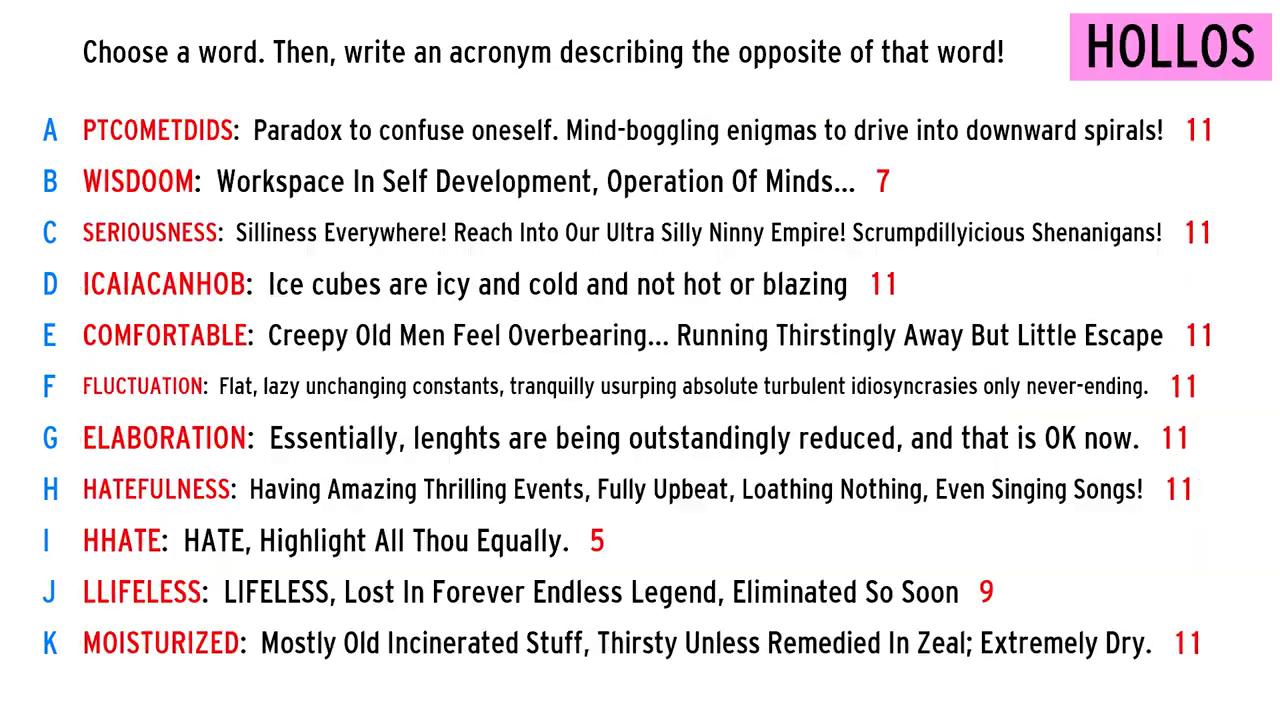 Choose a word. Then, write an acronym describing the opposite of that word!
HOLLOS
A PTCOMETDIDS: Paradox to confuse oneself. Mind-boggling enigmas to drive into downward spirals! 11
B WISDOOM: Workspace In Self Development, Operation Of Minds... 7
C SERIOUSNESS: Silliness Everywhere! Reach Into Our Ultra Silly Ninny Empire! Scrumpdillyicious Shenanigans! 11
D ICAIACANHOB: Ice cubes are icy and cold and not hot or blazing 11
E COMFORTABLE: Creepy Old Men Feel Overbearing... Running Thirstingly Away But Little Escape 11
F FLUCTUATION: Flat, lazy unchanging constants, tranquilly usurping absolute turbulent idiosyncrasies only never-ending. 11
G ELABORATION: Essentially, lenghts are being outstandingly reduced, and that is OK now. 11
H HATEFULNESS: Having Amazing Thrilling Events, Fully Upbeat, Loathing Nothing, Even Singing Songs! 11
I HHATE: HATE, Highlight All Thou Equally. 5
J LLIFELESS: LIFELESS, Lost In Forever Endless Legend, Eliminated So Soon 9
K MOISTURIZED: Mostly Old Incinerated Stuff, Thirsty Unless Remedied In Zeal; Extremely Dry. 11